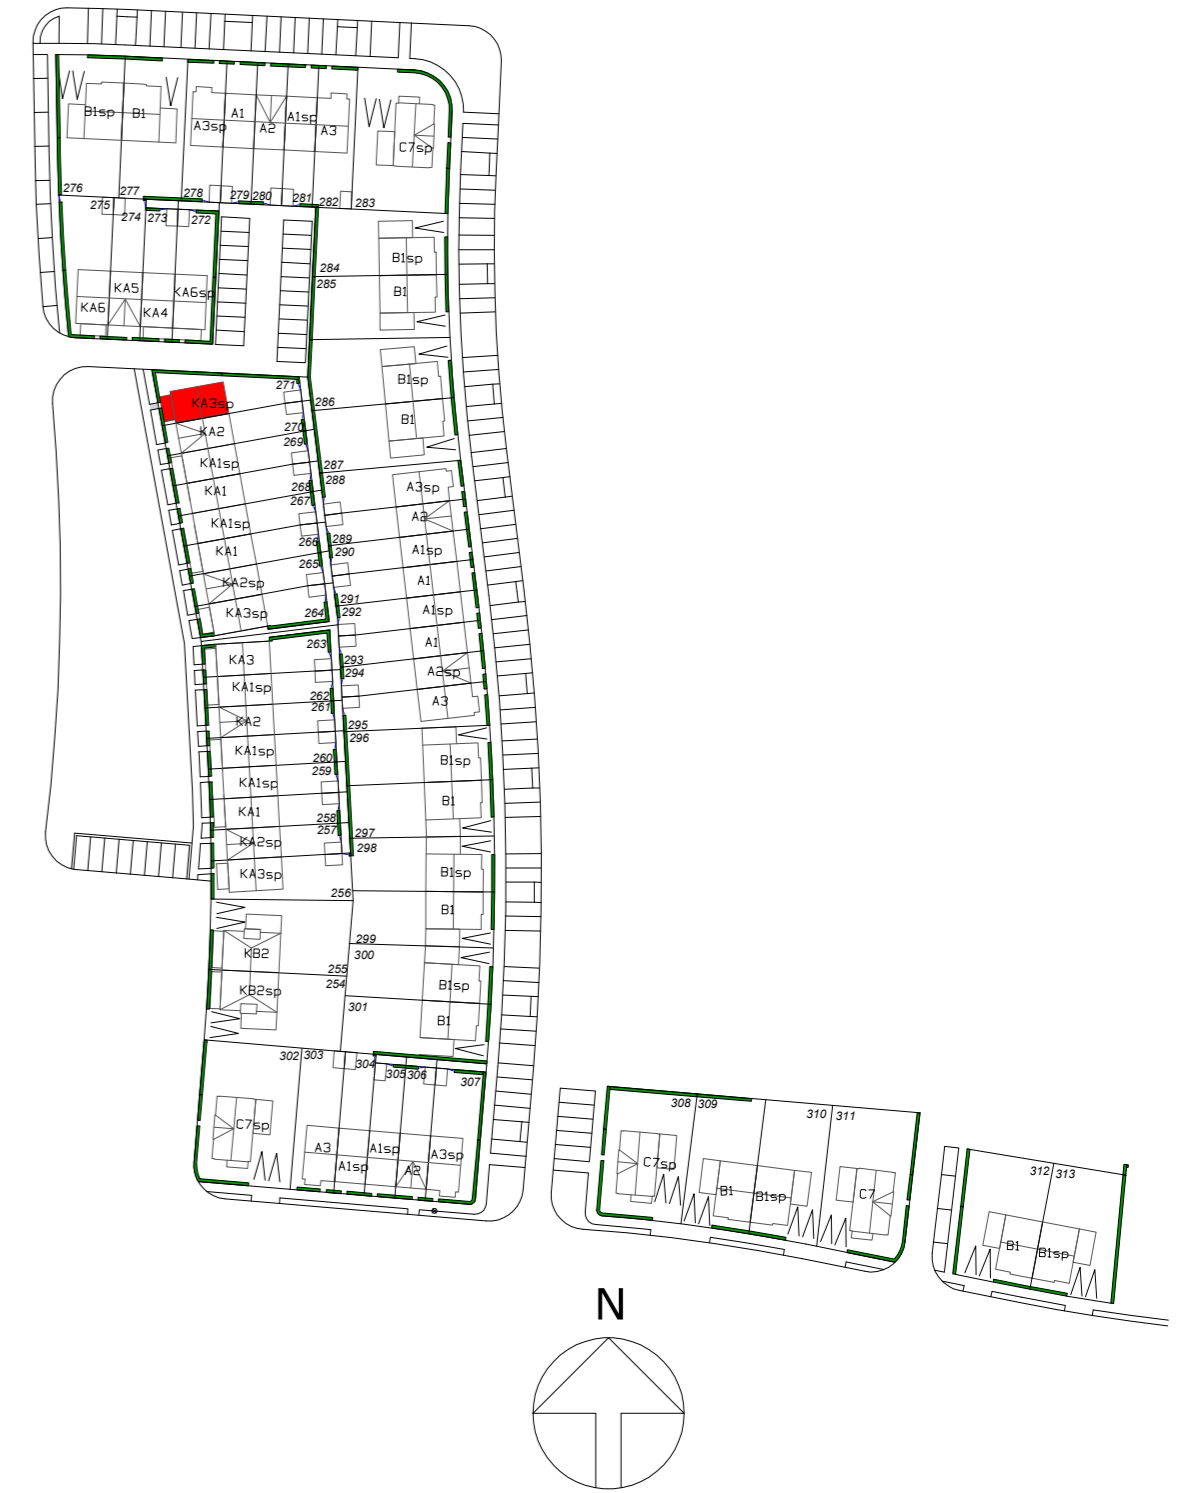 B1sp
B1
A3sp
A1
A2
A1sp
A3
C7sp
276
277
278
279
280
281
282
283
275
274
273
272
KA6
KA5
KA4
KA6sp
B1sp
284
285
B1
B1sp
286
B1
287
288
271
KA3sp
KA2
270
269
KA1sp
KA1
268
267
KA1sp
KA1
266
265
KA2sp
KA3sp
264
A3sp
A2
289
290
A1sp
A1
291
292
A1sp
A1
293
294
A2sp
A3
295
296
263
KA3
KA1sp
262
261
KA2
KA1sp
260
259
KA1sp
KA1
258
257
KA2sp
KA3sp
256
B1sp
B1
297
298
B1sp
B1
299
300
KB2
255
254
KB2sp
301
B1sp
B1
302
303
304
305
306
307
C7sp
A3
A1sp
A1sp
A2
A3sp
308
309
310
311
C7sp
B1
B1sp
C7
312
313
B1
B1sp
N